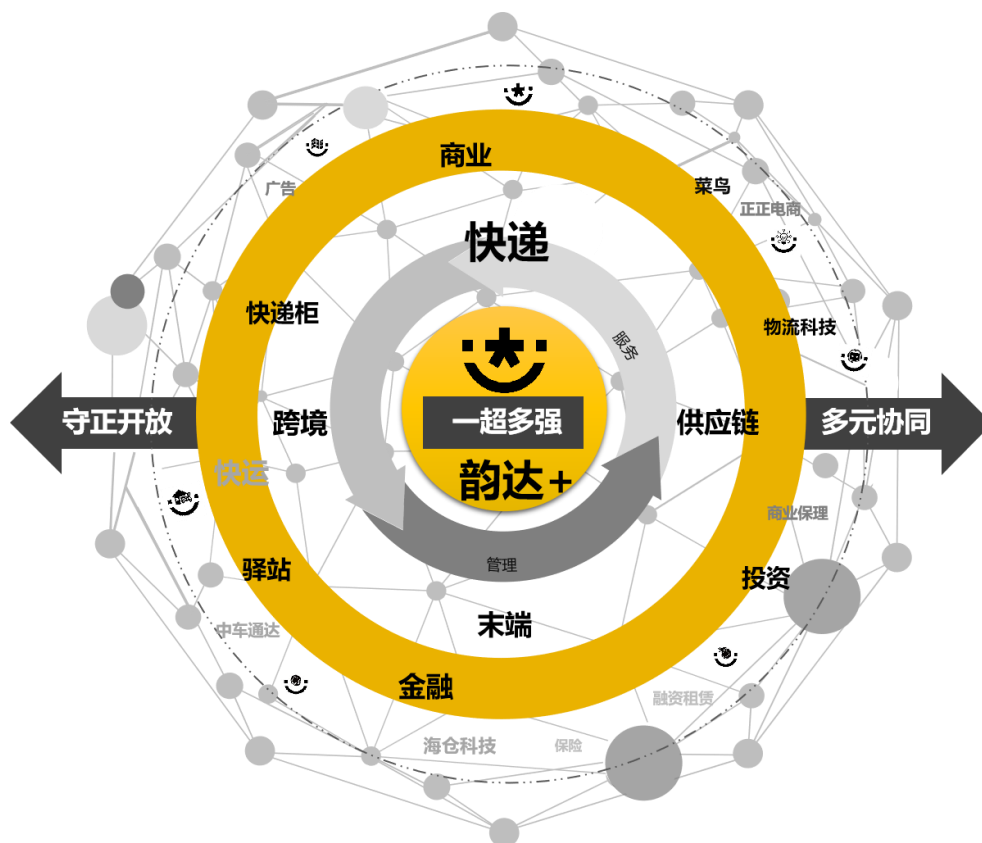 商业
菜鸟
广告
正正电商
快递
快递柜
服务
物流科技
守正开放
跨境
一超多强
供应链
多元协同
快运
韵达+
商业保理
驿站
管理
投资
中车通达
末端
金融
融资租赁
海仓科技
保险